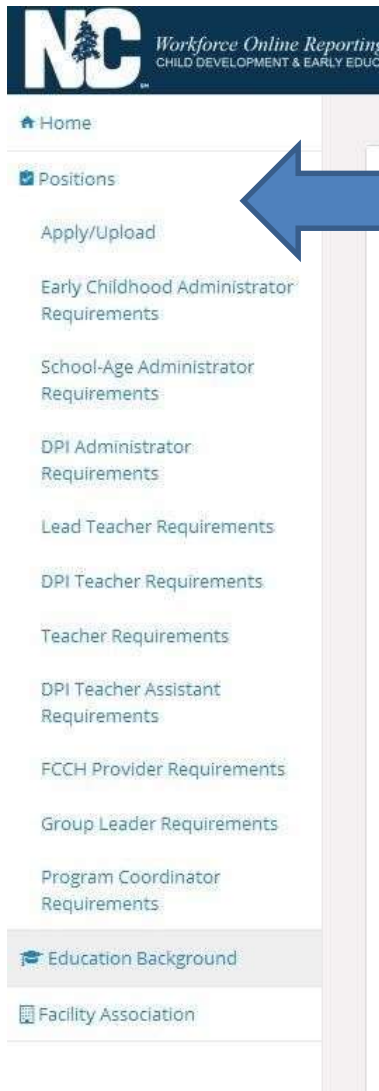 NC
Workforce Online Reporting
CHILD DEVELOPMENT & EARLY EDUC
Home
Positions
Apply/Upload
Early Childhood Administrator
Requirements
School-Age Administrator
Requirements
DPI Administrator
Requirements
Lead Teacher Requirements
DPI Teacher Requirements
Teacher Requirements
DPI Teacher Assistant
Requirements
FCCH Provider Requirements
Group Leader Requirements
Program Coordinator
Requirements
Education Background
Facility Association